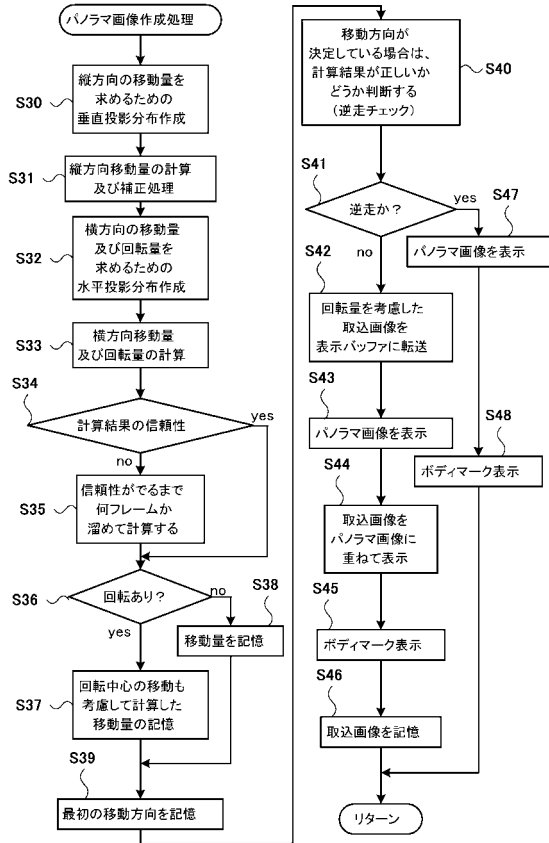 パノラマ画像作成処理
S30
縦方向の移動量を
求めるための
垂直投影分布作成
S31
縦方向移動量の計算
及び補正処理
S32
横方向の移動量
及び回転量を
求めるための
水平投影分布作成
S33
横方向移動量
及び回転量の計算
S34
計算結果の信頼性
yes
no
S35
信頼性がでるまで
何フレームか
溜めて計算する
S36
回転あり？
no
yes
S38
移動量を記憶
S37
回転中心の移動も
考慮して計算した
移動量の記憶
S39
最初の移動方向を記憶
S40
移動方向が
決定している場合は、
計算結果が正しいか
どうか判断する
（逆走チェック）
S41
逆走か？
yes
no
S47
パノラマ画像を表示
S42
回転量を考慮した
取込画像を
表示バッファに転送
S43
パノラマ画像を表示
S48
ボディマーク表示
S44
取込画像を
パノラマ画像に
重ねて表示
S45
ボディマーク表示
S46
取込画像を記憶
リターン